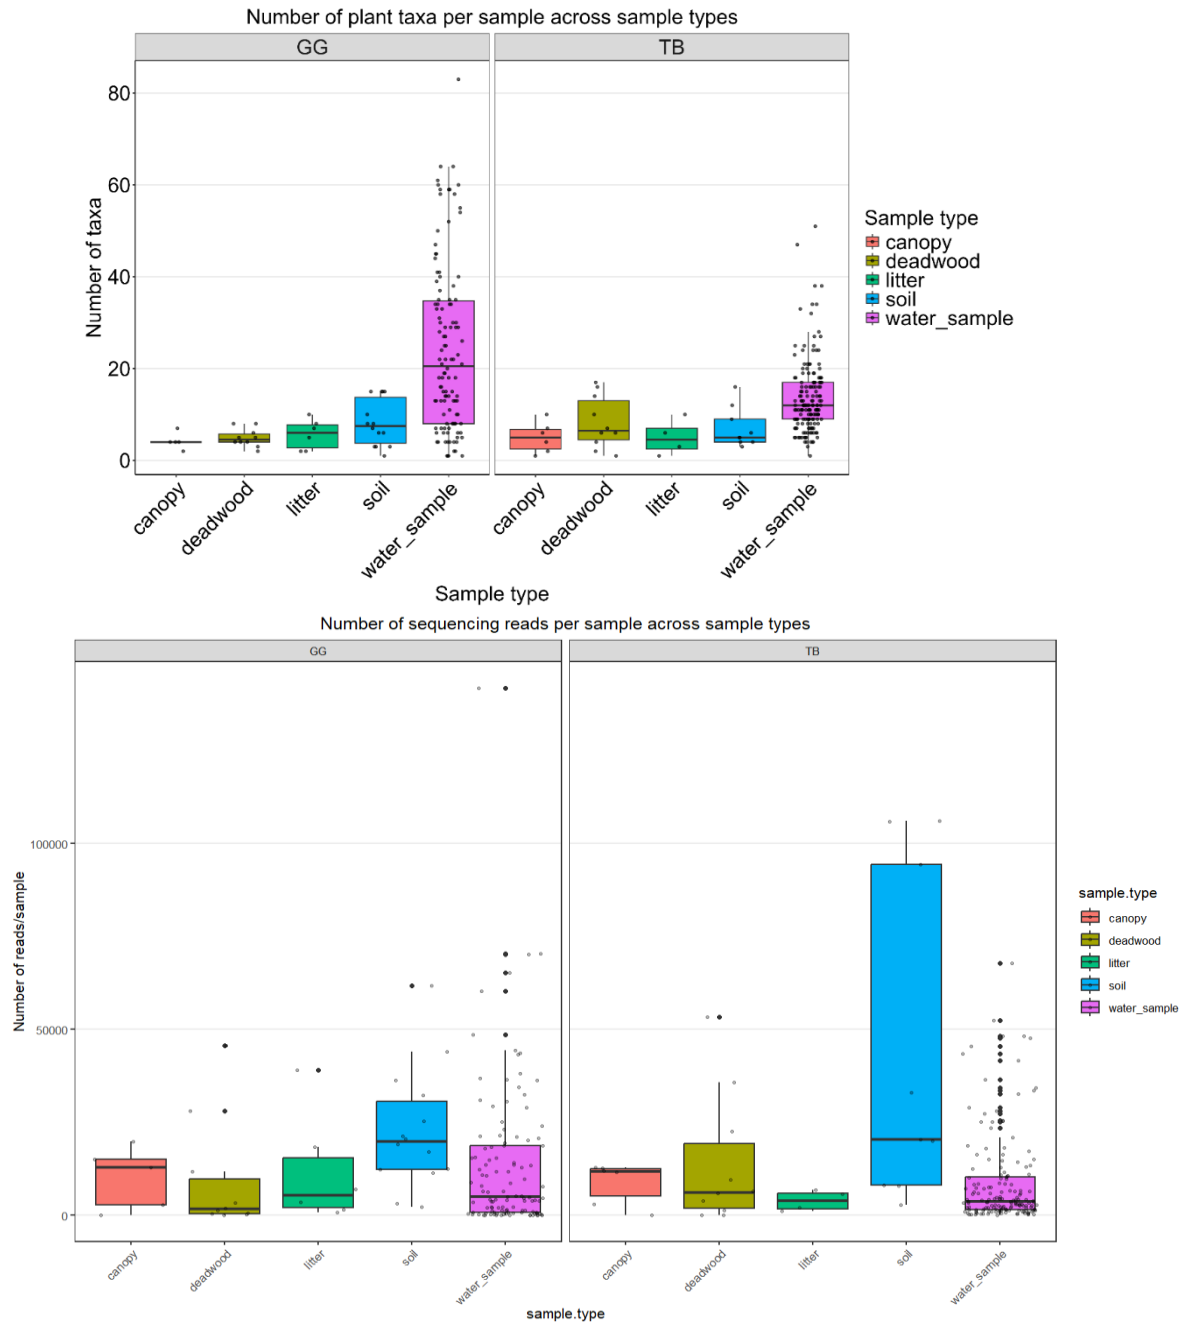 Number of plant taxa per sample across sample types
GG
TB
Number of taxa
80
60
40
20
0
canopy
deadwood
litter
soil
water_sample
canopy
deadwood
litter
soil
water_sample
Sample type
Sample type
canopy
deadwood
litter
soil
water_sample
Number of sequencing reads per sample across sample types
GG
TB
Number of reads/sample
100000
50000
0
canopy
deadwood
litter
soil
water_sample
canopy
deadwood
litter
soil
water_sample
sample.type
sample.type
canopy
deadwood
litter
soil
water_sample